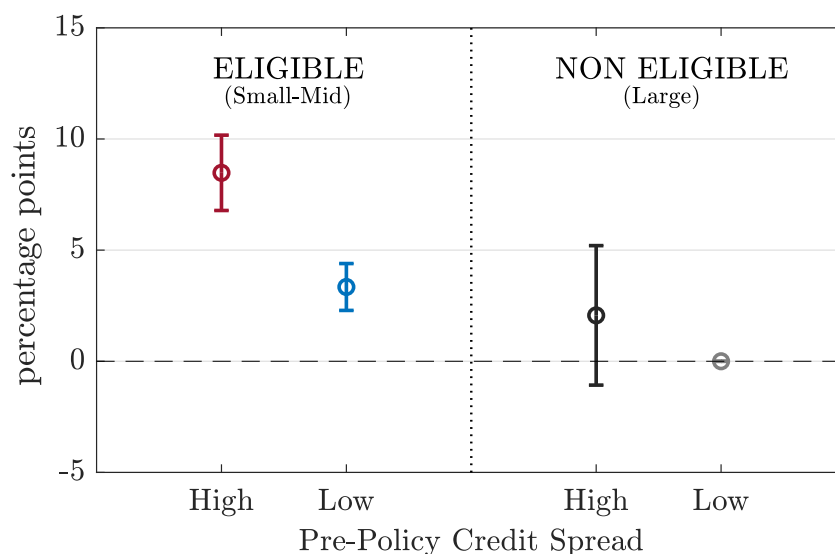 15
10
5
0
-5
percentage points
ELIGIBLE
(Small-Mid)
NON ELIGIBLE
(Large)
High Low High Low
Pre-Policy Credit Spread